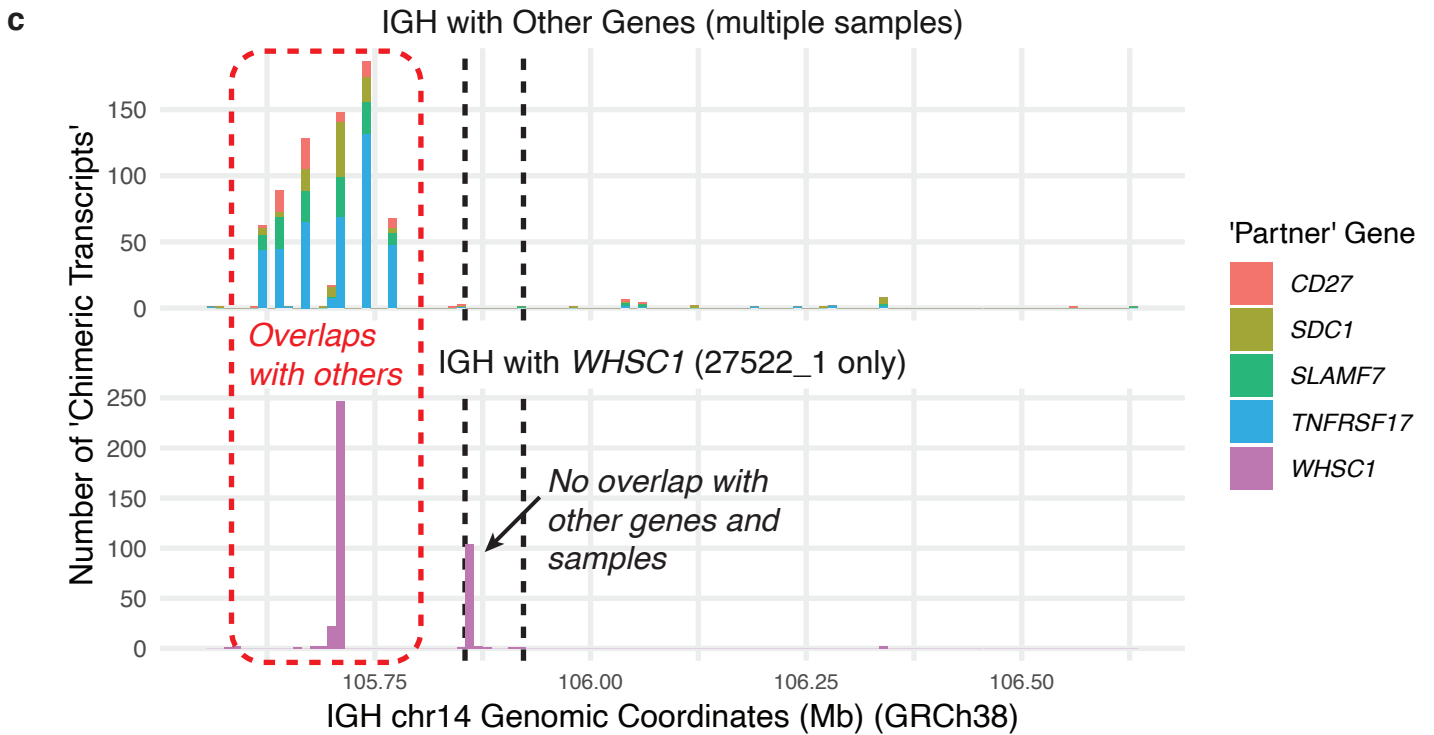 c
IGH with Other Genes (multiple samples)
Number of 'Chimeric Transcripts'
150
100
50
0
Overlaps
with others
IGH with WHSC1 (27522_1 only)
250
200
150
100
50
0
No overlap with
other genes and
samples
105.75
106.00
106.25
106.50
IGH chr14 Genomic Coordinates (Mb) (GRCh38)
'Partner' Gene
CD27
SDC1
SLAMF7
TNFRSF17
WHSC1